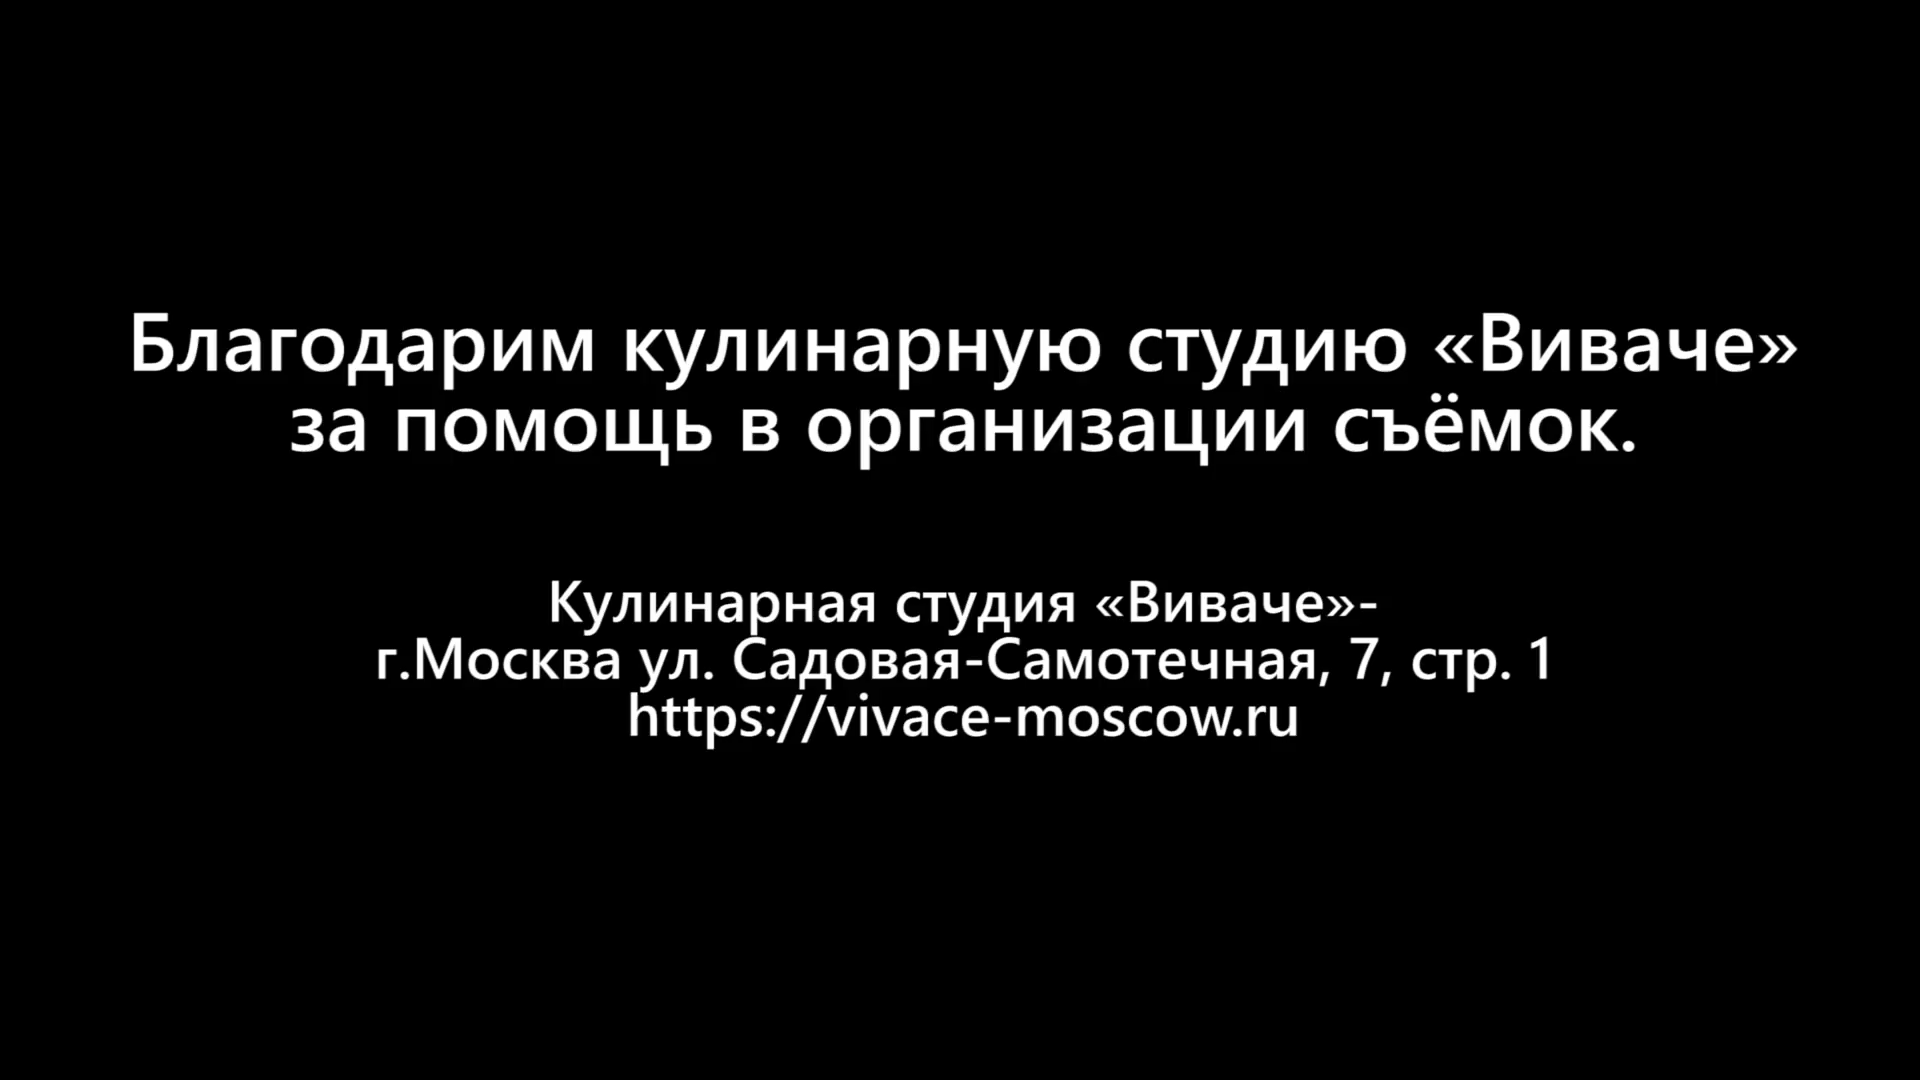 Благодарим кулинарную студию «Виваче»
за помощь в организации съёмок.
Кулинарная студия «Виваче»-
г.Москва ул. Садовая-Самотечная, 7, стр. 1
https://vivace-moscow.ru